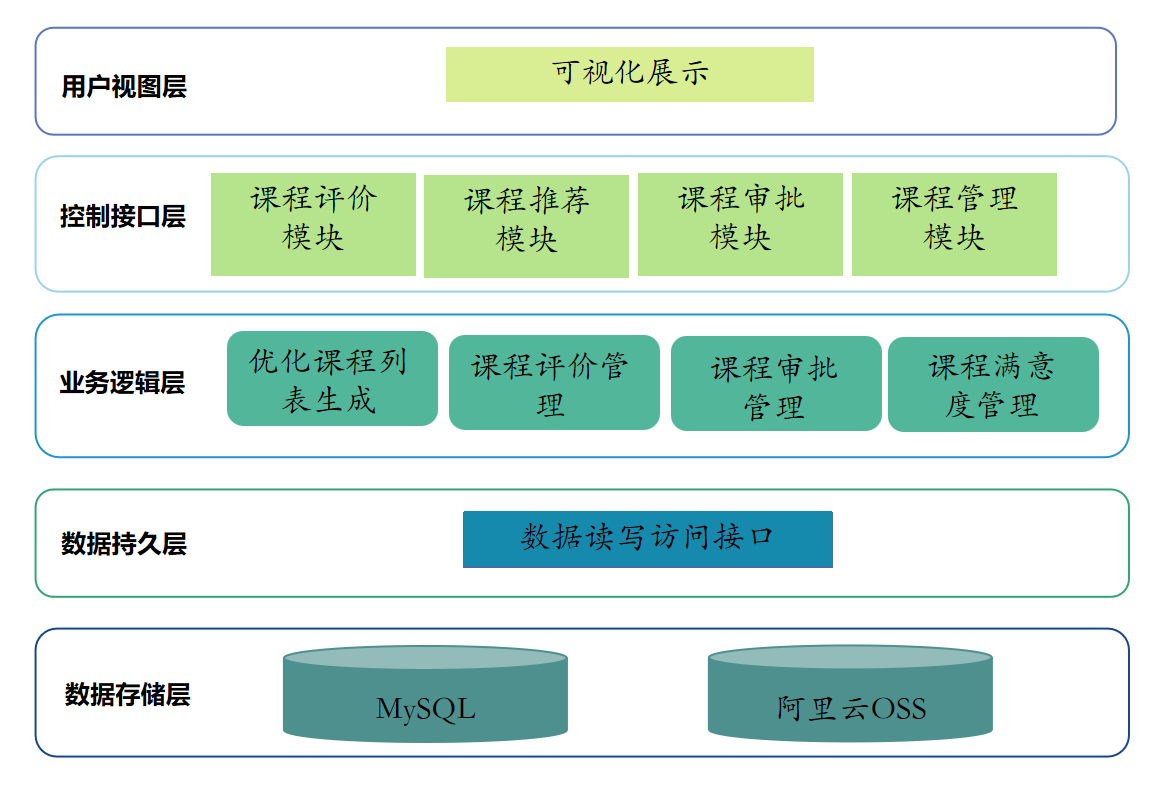 用户视图层
可视化展示
控制接口层
课程评价
模块
课程推荐
模块
课程审批
模块
课程管理
模块
业务逻辑层
优化课程列
表生成
课程评价管
理
课程审批
管理
课程满意
度管理
数据持久层
数据读写访问接口
数据存储层
MySQL
阿里云OSS